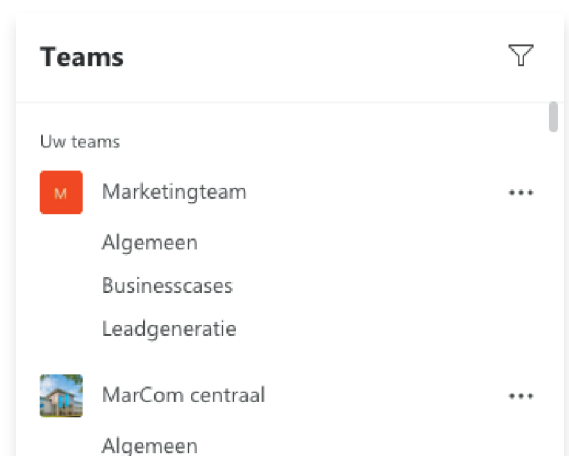 Teams
Uw teams
M
Marketingteam
Algemeen
Businesscases
Leadgeneratie
MarCom centraal
Algemeen